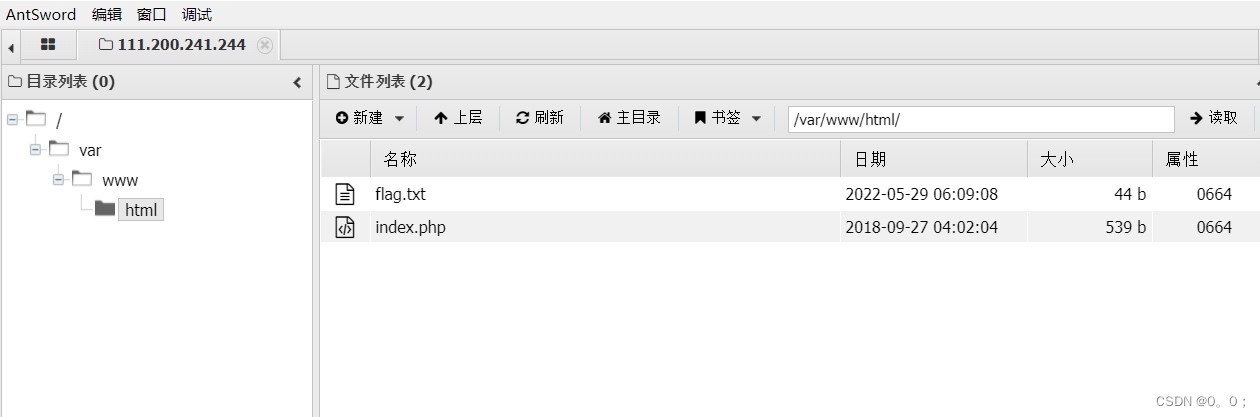 AntSword 编辑 窗口 调试
111.200.241.244
目录列表 (0)
/
var
www
html
文件列表 (2)
新建 上层 刷新 主目录 书签 /var/www/html/ 读取
名称 日期 大小 属性
flag.txt 2022-05-29 06:09:08 44 b 0664
index.php 2018-09-27 04:02:04 539 b 0664
CSDN @O。O；